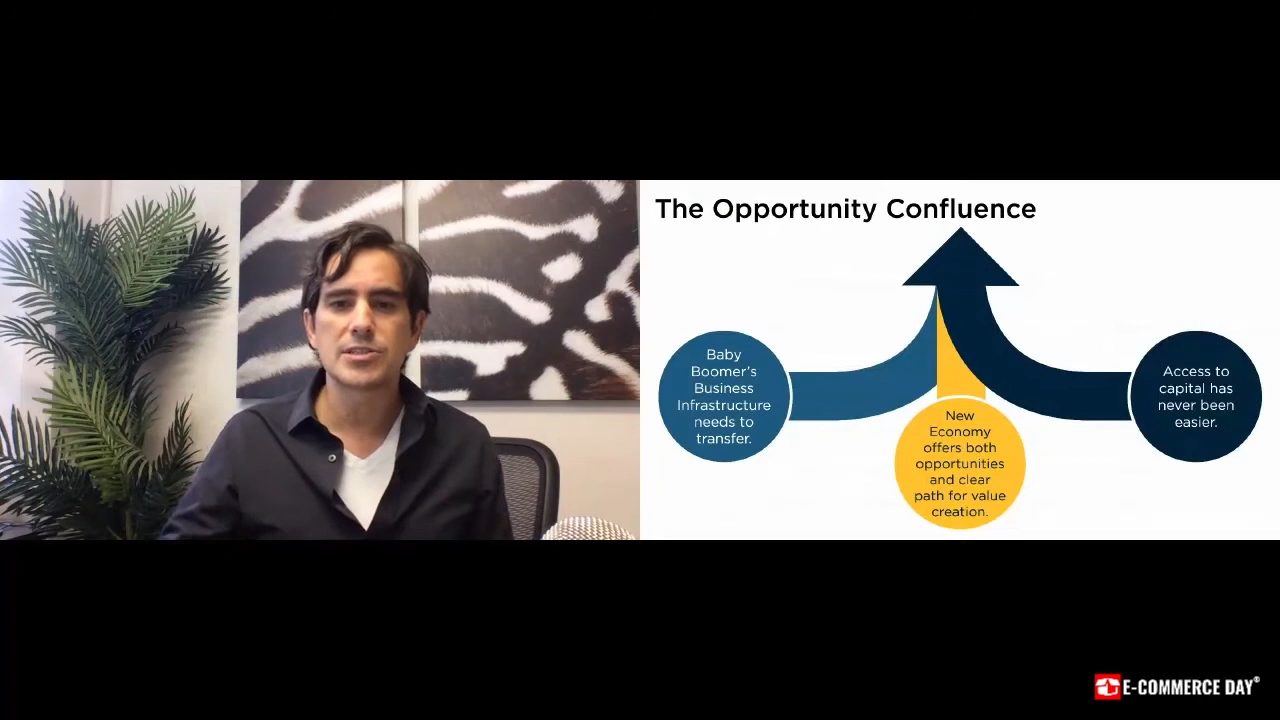 The Opportunity Confluence
Baby
Boomer's
Business
Infrastructure
needs to
transfer.
New
Economy
offers both
opportunities
and clear
path for value
creation.
Access to
capital has
never been
easier.
E-COMMERCE DAY®